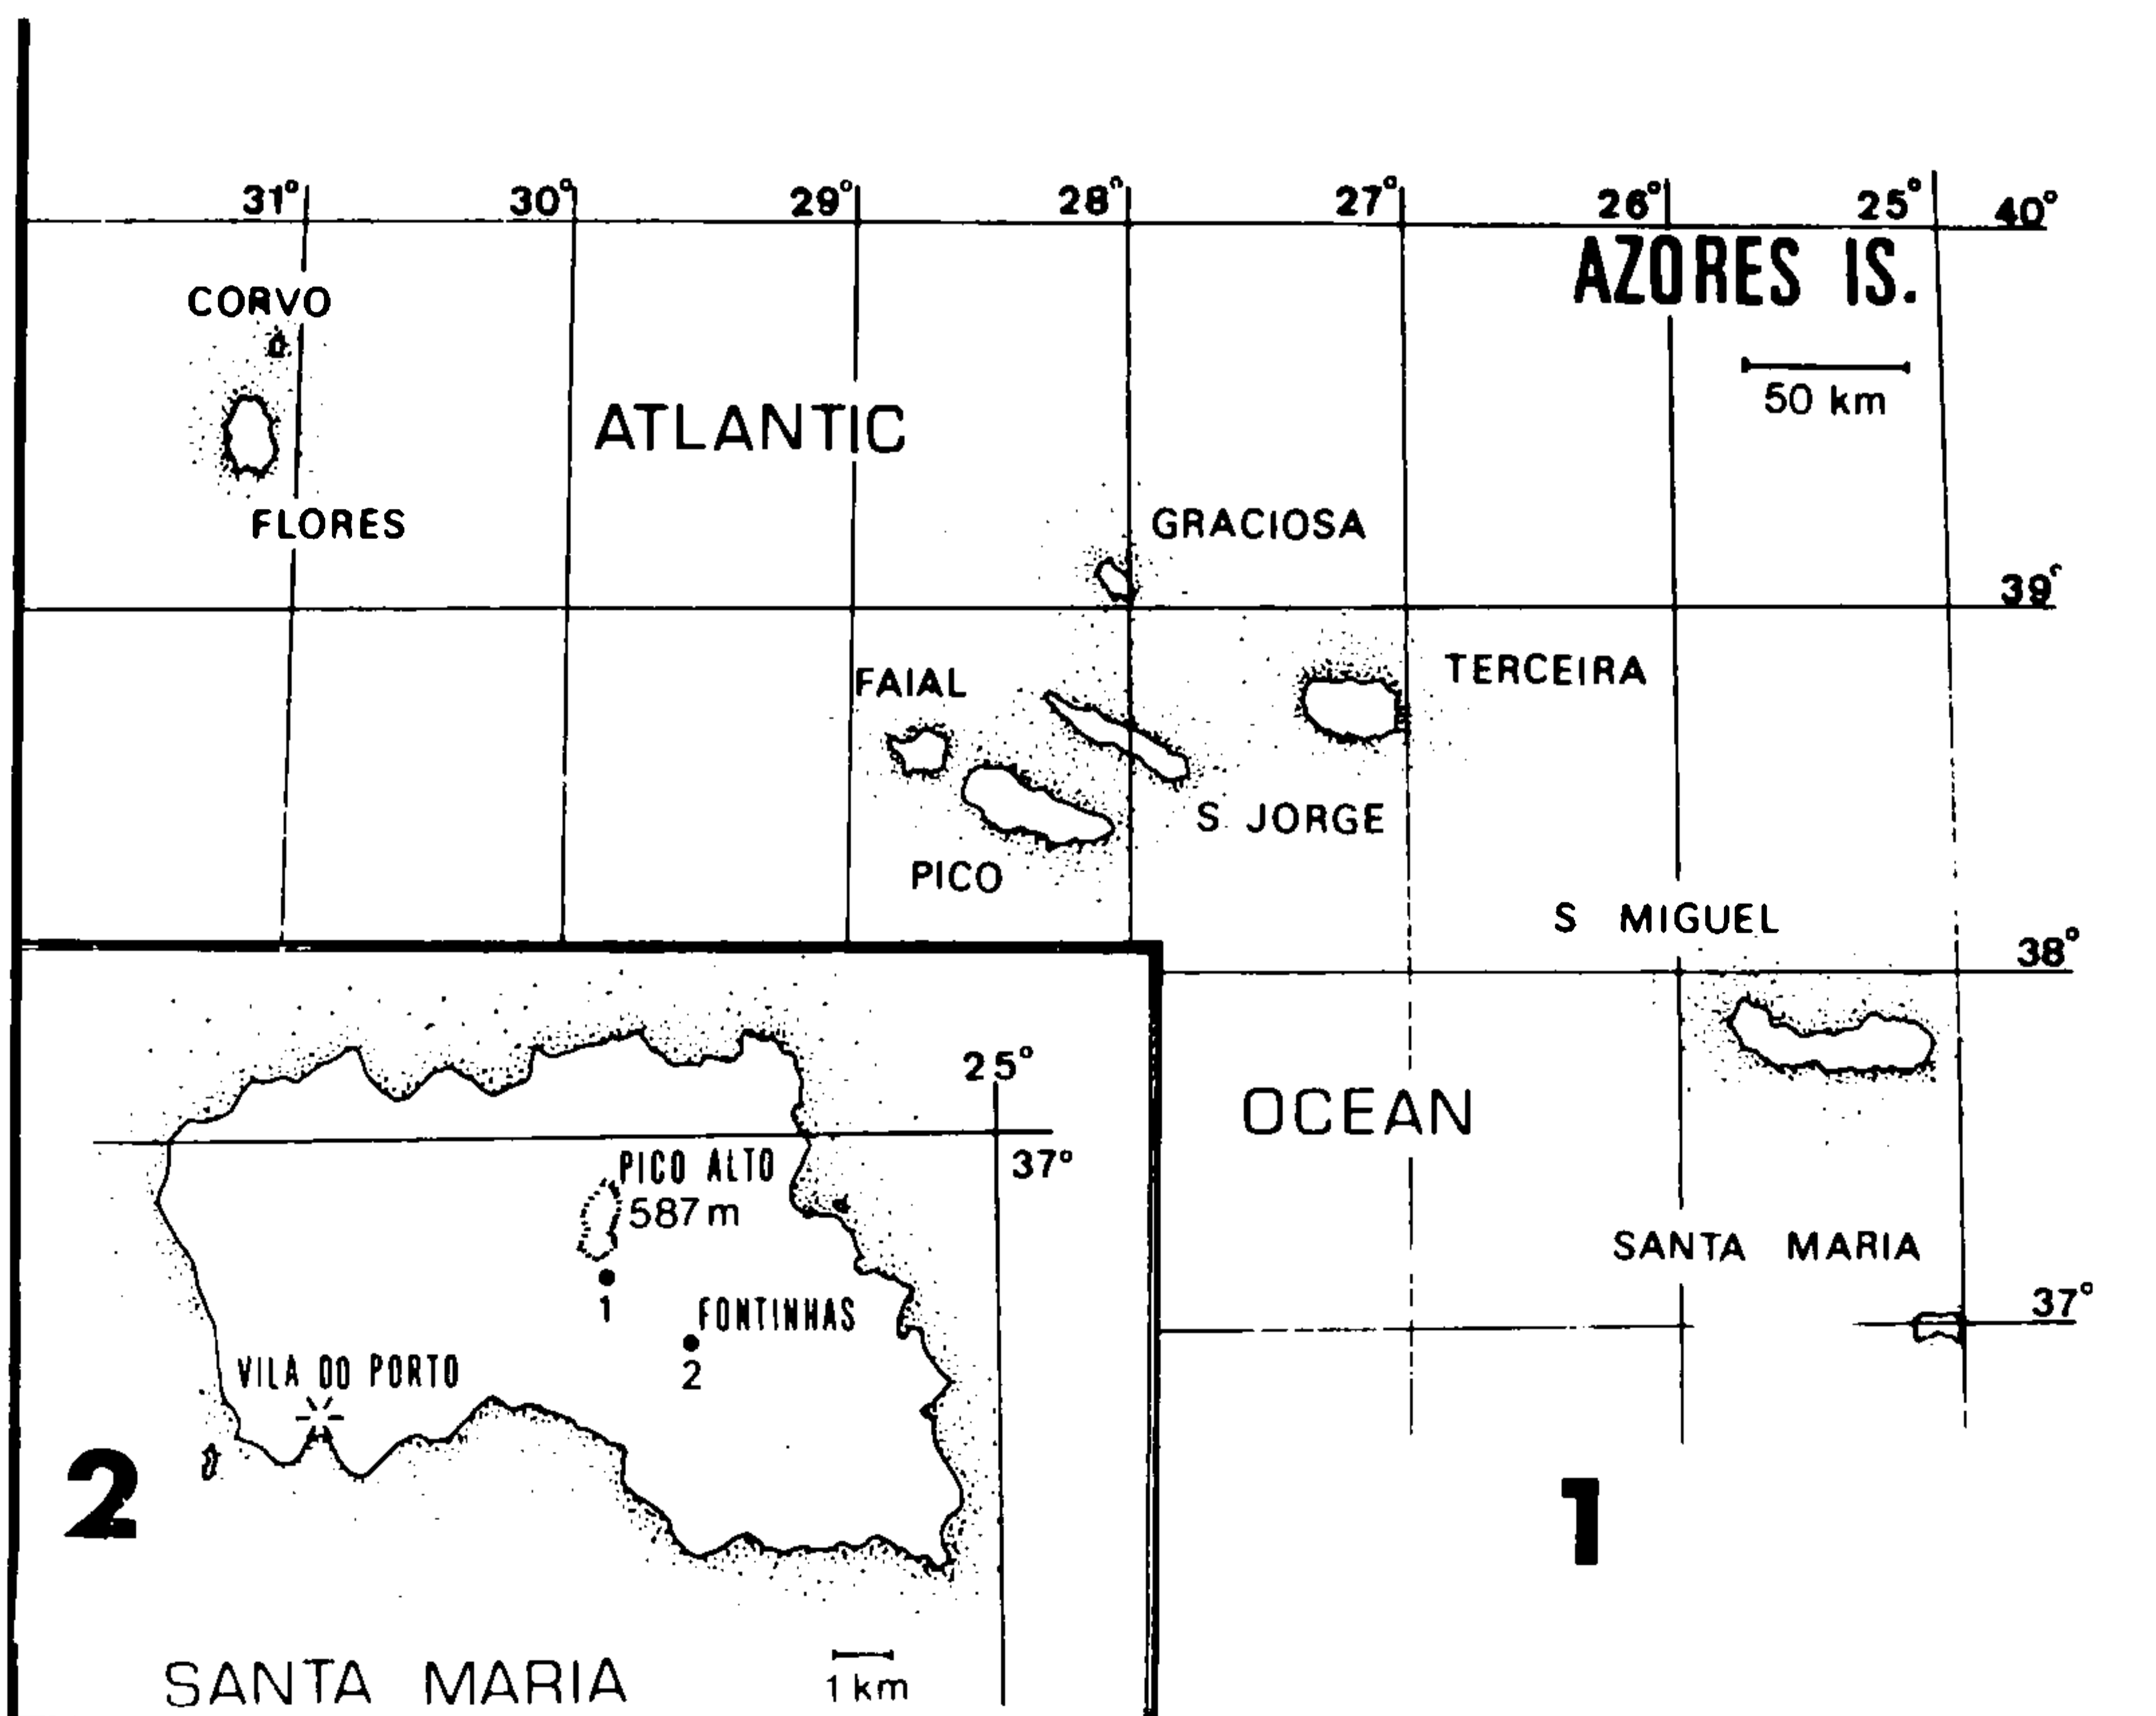 31° 30° 29° 28° 27° 26° 25° 40°
AZORES IS.
CORVO
50 km
ATLANTIC
FLORES
GRACIOSA
39°
FAIAL
TERCEIRA
S. JORGE
PICO
S MIGUEL
38°
25°
OCEAN
37°
PICO ALTO
587 m
SANTA MARIA
37°
1
FONTINHAS
2
VILA DO PORTO
2
1
SANTA MARIA
1 km